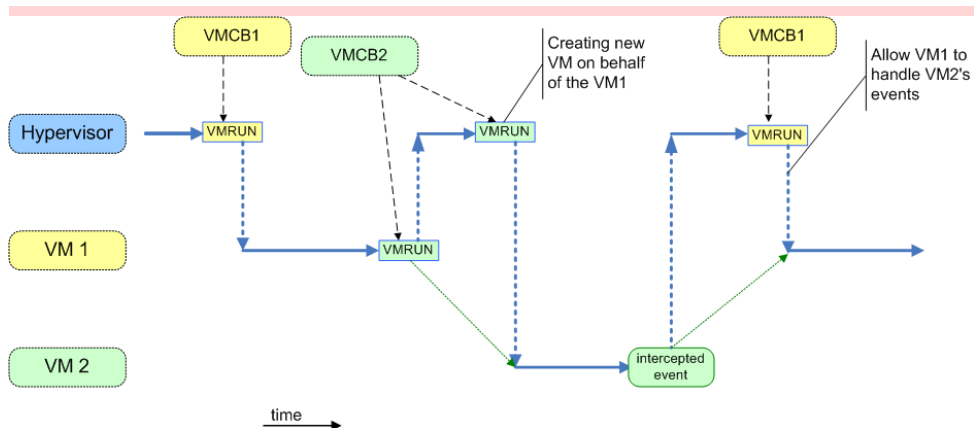 VMCB1
VMCB2
Creating new
VM on behalf
of the VM1
VMCB1
Allow VM1 to
handle VM2's
events
Hypervisor
VMRUN
VMRUN
VMRUN
VM 1
VMRUN
VM 2
intercepted
event
time